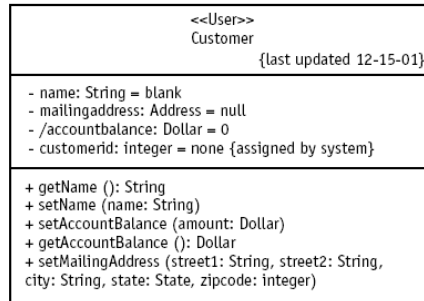 <<User>>
Customer
{last updated 12-15-01}
- name: String = blank
- mailingaddress: Address = null
- /accountbalance: Dollar = 0
- customerid: integer = none {assigned by system}
+ getName (): String
+ setName (name: String)
+ setAccountBalance (amount: Dollar)
+ getAccountBalance (): Dollar
+ setMailingAddress (street1: String, street2: String,
city: String, state: State, zipcode: integer)